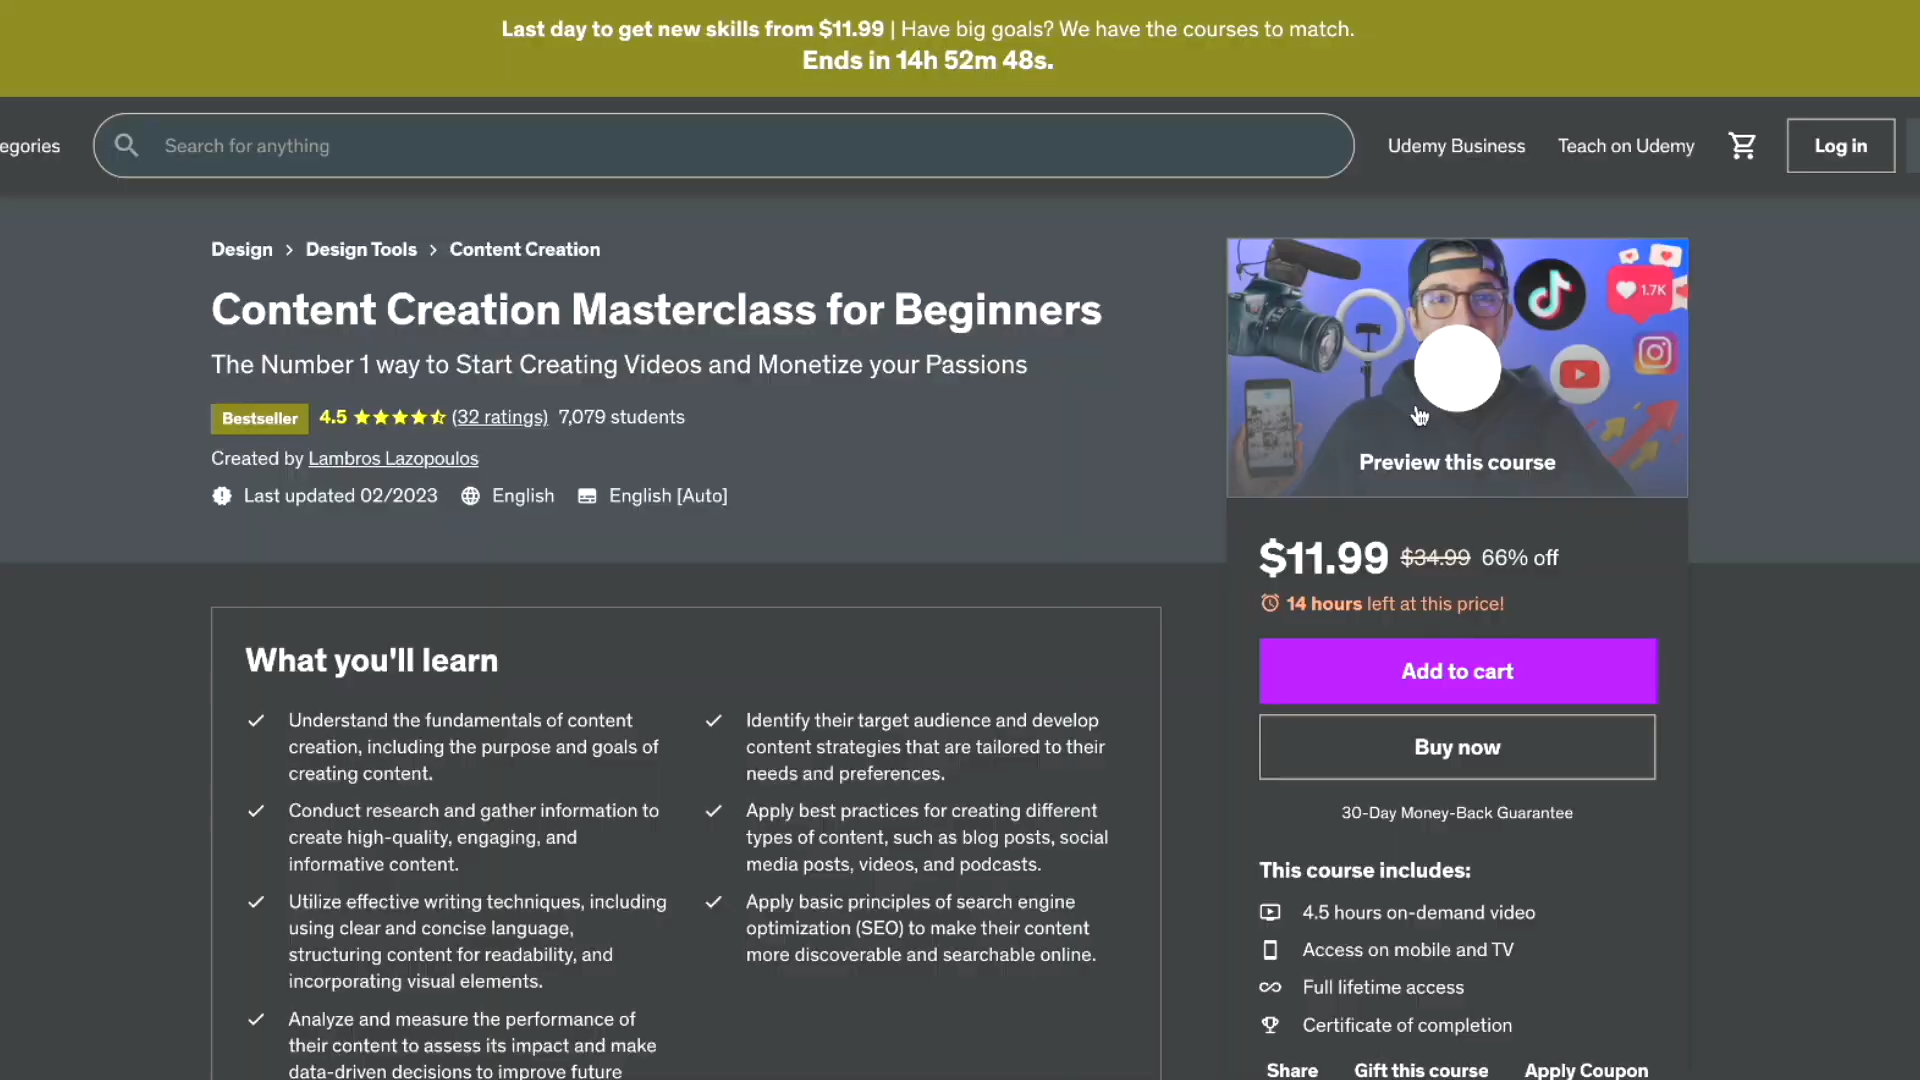 Last day to get new skills from $11.99 | Have big goals? We have the courses to match.
Ends in 14h 52m 48s.
egories
Search for anything
Udemy Business
Teach on Udemy
Log in
Design > Design Tools > Content Creation
Content Creation Masterclass for Beginners
The Number 1 way to Start Creating Videos and Monetize your Passions
Bestseller 4.5 (32 ratings) 7,079 students
Created by Lambros Lazopoulos
Last updated 02/2023 English English [Auto]
1.7K
Preview this course
$11.99 $34.99 66% off
14 hours left at this price!
Add to cart
Buy now
30-Day Money-Back Guarantee
This course includes:
4.5 hours on-demand video
Access on mobile and TV
Full lifetime access
Certificate of completion
Share Gift this course Apply Coupon
What you'll learn
Understand the fundamentals of content
creation, including the purpose and goals of
creating content.
Conduct research and gather information to
create high-quality, engaging, and
informative content.
Utilize effective writing techniques, including
using clear and concise language,
structuring content for readability, and
incorporating visual elements.
Analyze and measure the performance of
their content to assess its impact and make
data-driven decisions to improve future
Identify their target audience and develop
content strategies that are tailored to their
needs and preferences.
Apply best practices for creating different
types of content, such as blog posts, social
media posts, videos, and podcasts.
Apply basic principles of search engine
optimization (SEO) to make their content
more discoverable and searchable online.